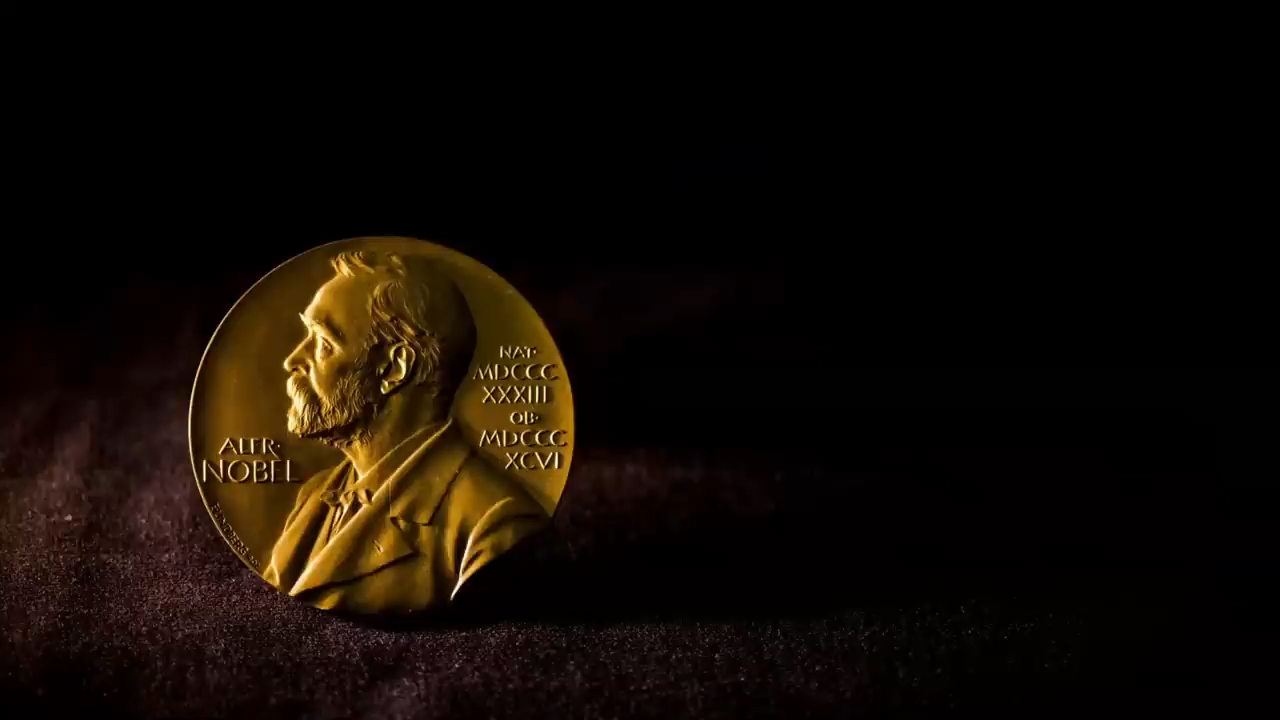 ALFR·
NOBEL
NAT·
MDCCC
XXXIII
OB·
MDCCC
XCVI